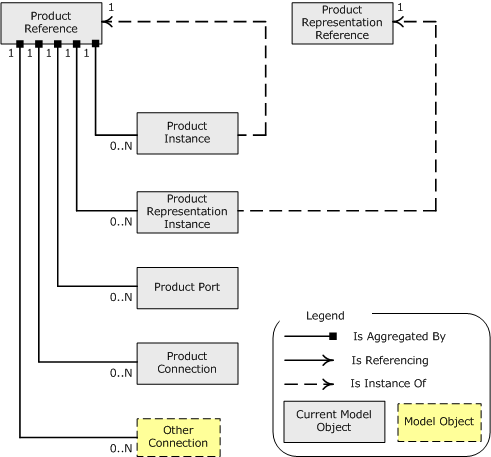 Product
Reference
1
Product
Representation
Reference
1
1
1
1
1
1
Product
Instance
0..N
Product
Representation
Instance
0..N
Product Port
0..N
Product
Connection
0..N
Other
Connection
0..N
Legend
Is Aggregated By
Is Referencing
Is Instance Of
Current Model
Object
Model Object